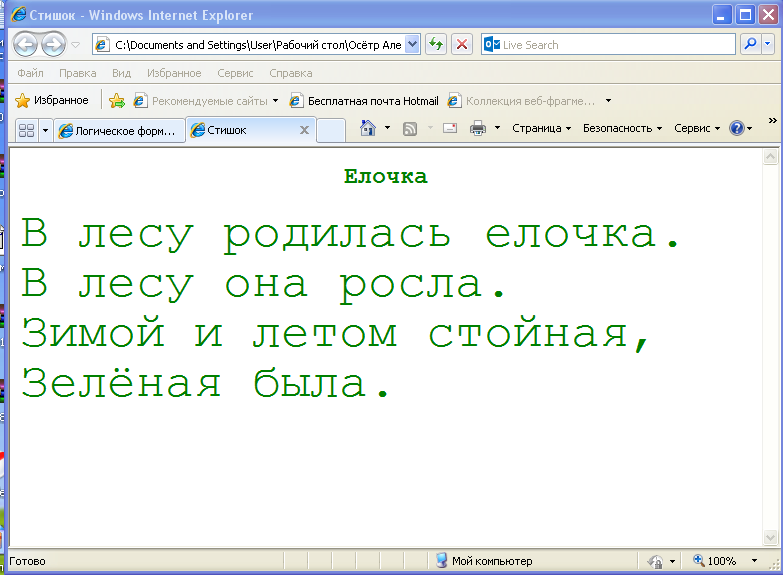 Стишок - Windows Internet Explorer
C:\Documents and Settings\User\Рабочий стол\Осётр Але
Live Search
Файл Правка Вид Избранное Сервис Справка
Избранное Рекомендуемые сайты Бесплатная почта Hotmail Коллекция веб-фрагме...
Логическое форм... Стишок Страница Безопасность Сервис »
Елочка
В лесу родилась елочка.
В лесу она росла.
Зимой и летом стойная,
Зелёная была.
Готово Мой компьютер 100%